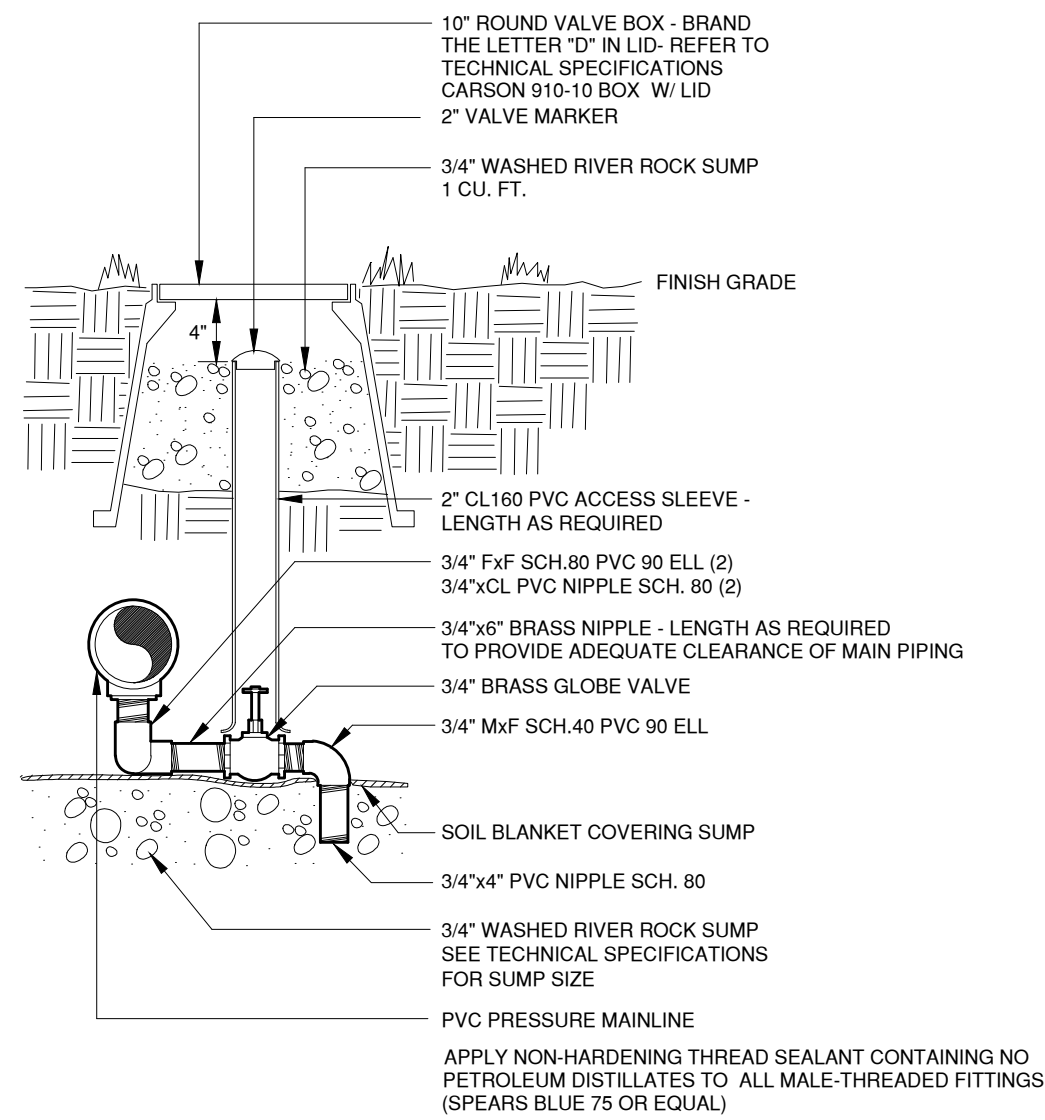 10" ROUND VALVE BOX - BRAND
THE LETTER "D" IN LID- REFER TO
TECHNICAL SPECIFICATIONS
CARSON 910-10 BOX W/ LID
2" VALVE MARKER
3/4" WASHED RIVER ROCK SUMP
1 CU. FT.
FINISH GRADE
4"
2" CL160 PVC ACCESS SLEEVE -
LENGTH AS REQUIRED
3/4" FxF SCH.80 PVC 90 ELL (2)
3/4"xCL PVC NIPPLE SCH. 80 (2)
3/4"x6" BRASS NIPPLE - LENGTH AS REQUIRED
TO PROVIDE ADEQUATE CLEARANCE OF MAIN PIPING
3/4" BRASS GLOBE VALVE
3/4" MxF SCH.40 PVC 90 ELL
SOIL BLANKET COVERING SUMP
3/4"x4" PVC NIPPLE SCH. 80
3/4" WASHED RIVER ROCK SUMP
SEE TECHNICAL SPECIFICATIONS
FOR SUMP SIZE
PVC PRESSURE MAINLINE
APPLY NON-HARDENING THREAD SEALANT CONTAINING NO
PETROLEUM DISTILLATES TO ALL MALE-THREADED FITTINGS
(SPEARS BLUE 75 OR EQUAL)